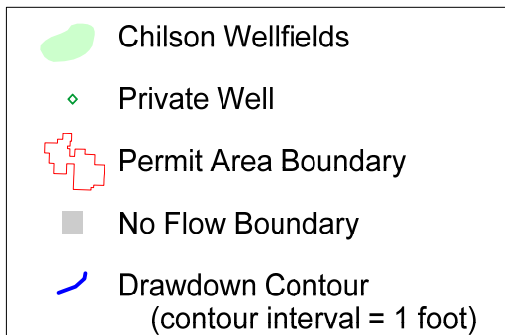 Chilson Wellfields
Private Well
Permit Area Boundary
No Flow Boundary
Drawdown Contour
(contour interval = 1 foot)